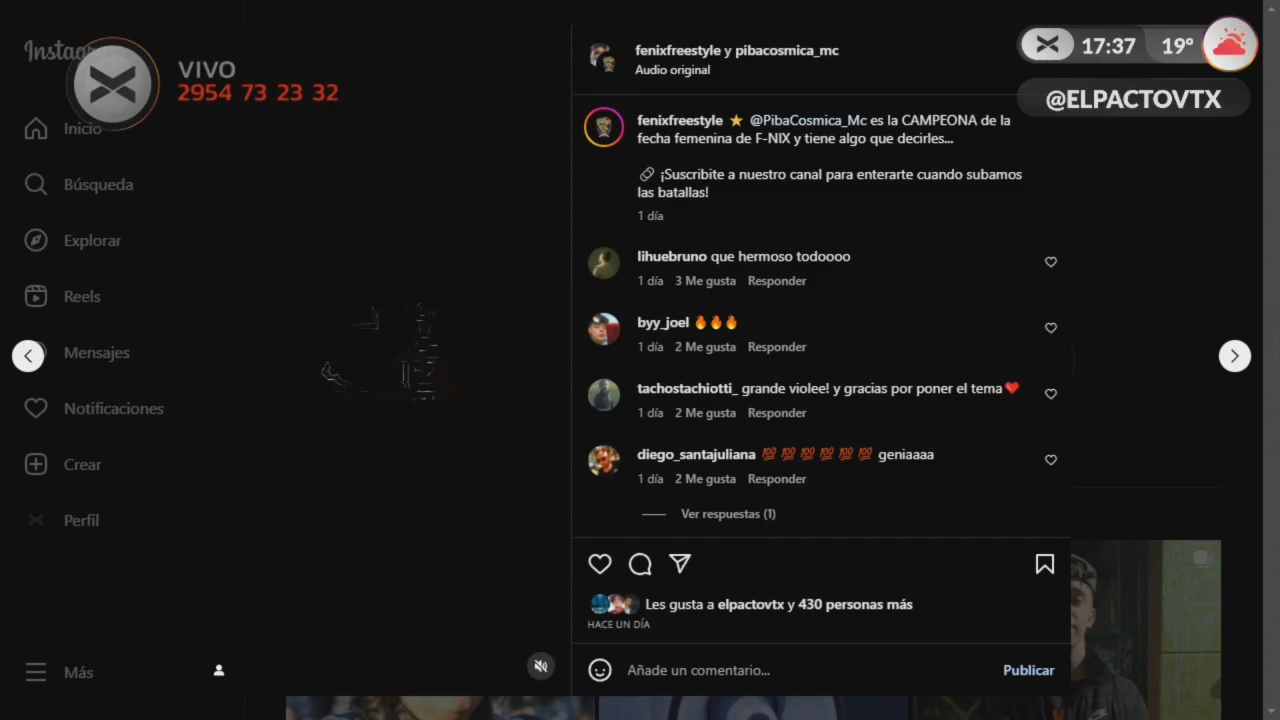 Instag
VIVO
2954 73 23 32
Inicio
Búsqueda
Explorar
Reels
Mensajes
Notificaciones
Crear
Perfil
Más
fenixfreestyle y pibacosmica_mc
Audio original
17:37 19°
@ELPACTOVTX
fenixfreestyle ⭐ @PibaCosmica_Mc es la CAMPEONA de la
fecha femenina de F-NIX y tiene algo que decirles...
🔗 ¡Suscribite a nuestro canal para enterarte cuando subamos
las batallas!
1 día
lihuebruno que hermoso todoooo
1 día 3 Me gusta Responder
byy_joel 🔥🔥🔥
1 día 2 Me gusta Responder
tachostachiotti_ grande violee! y gracias por poner el tema❤️
1 día 2 Me gusta Responder
diego_santajuliana 💯💯💯💯💯💯 geniaaaa
1 día 2 Me gusta Responder
Ver respuestas (1)
Les gusta a elpactovtx y 430 personas más
HACE UN DÍA
Añade un comentario...
Publicar